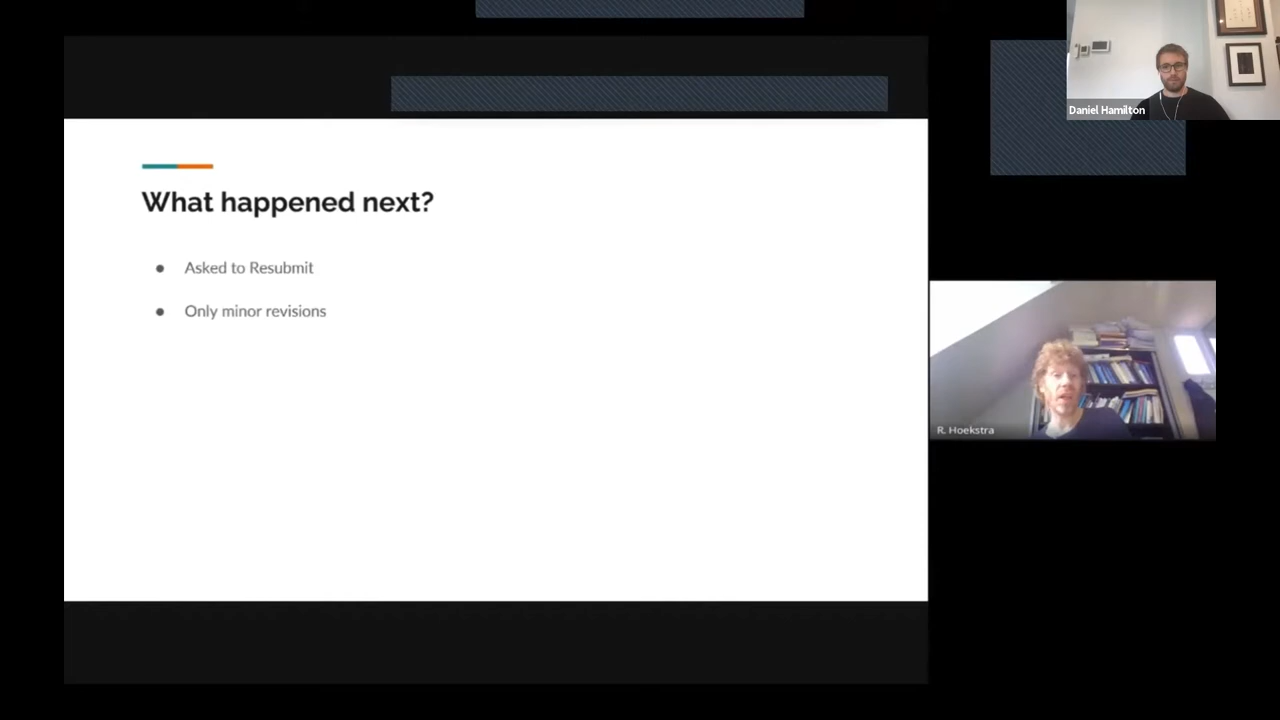 Daniel Hamilton
What happened next?
● Asked to Resubmit
● Only minor revisions
R. Hoekstra